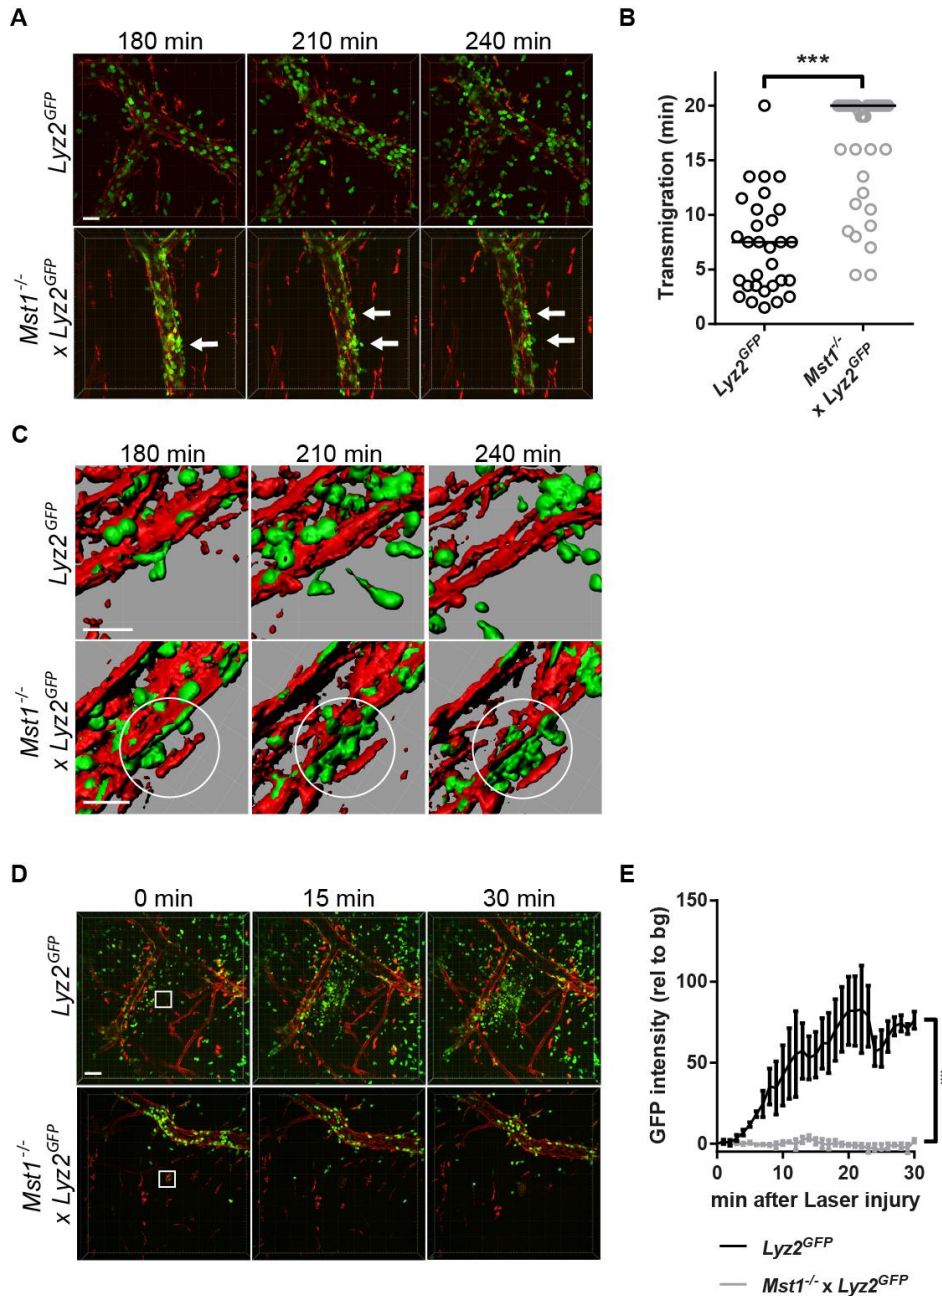 A
180 min 210 min 240 min
Lyz2GFP
Mst1-/-
x Lyz2GFP
B
***
Transmigration (min)
20
15
10
5
0
Lyz2GFP
Mst1-/-
x Lyz2GFP
C
180 min 210 min 240 min
Lyz2GFP
Mst1-/-
x Lyz2GFP
D
0 min 15 min 30 min
Lyz2GFP
Mst1-/-
x Lyz2GFP
E
GFP intensity (rel to bg)
150
100
50
0
0 10 20 30
min after Laser injury
Lyz2GFP
Mst1-/- x Lyz2GFP